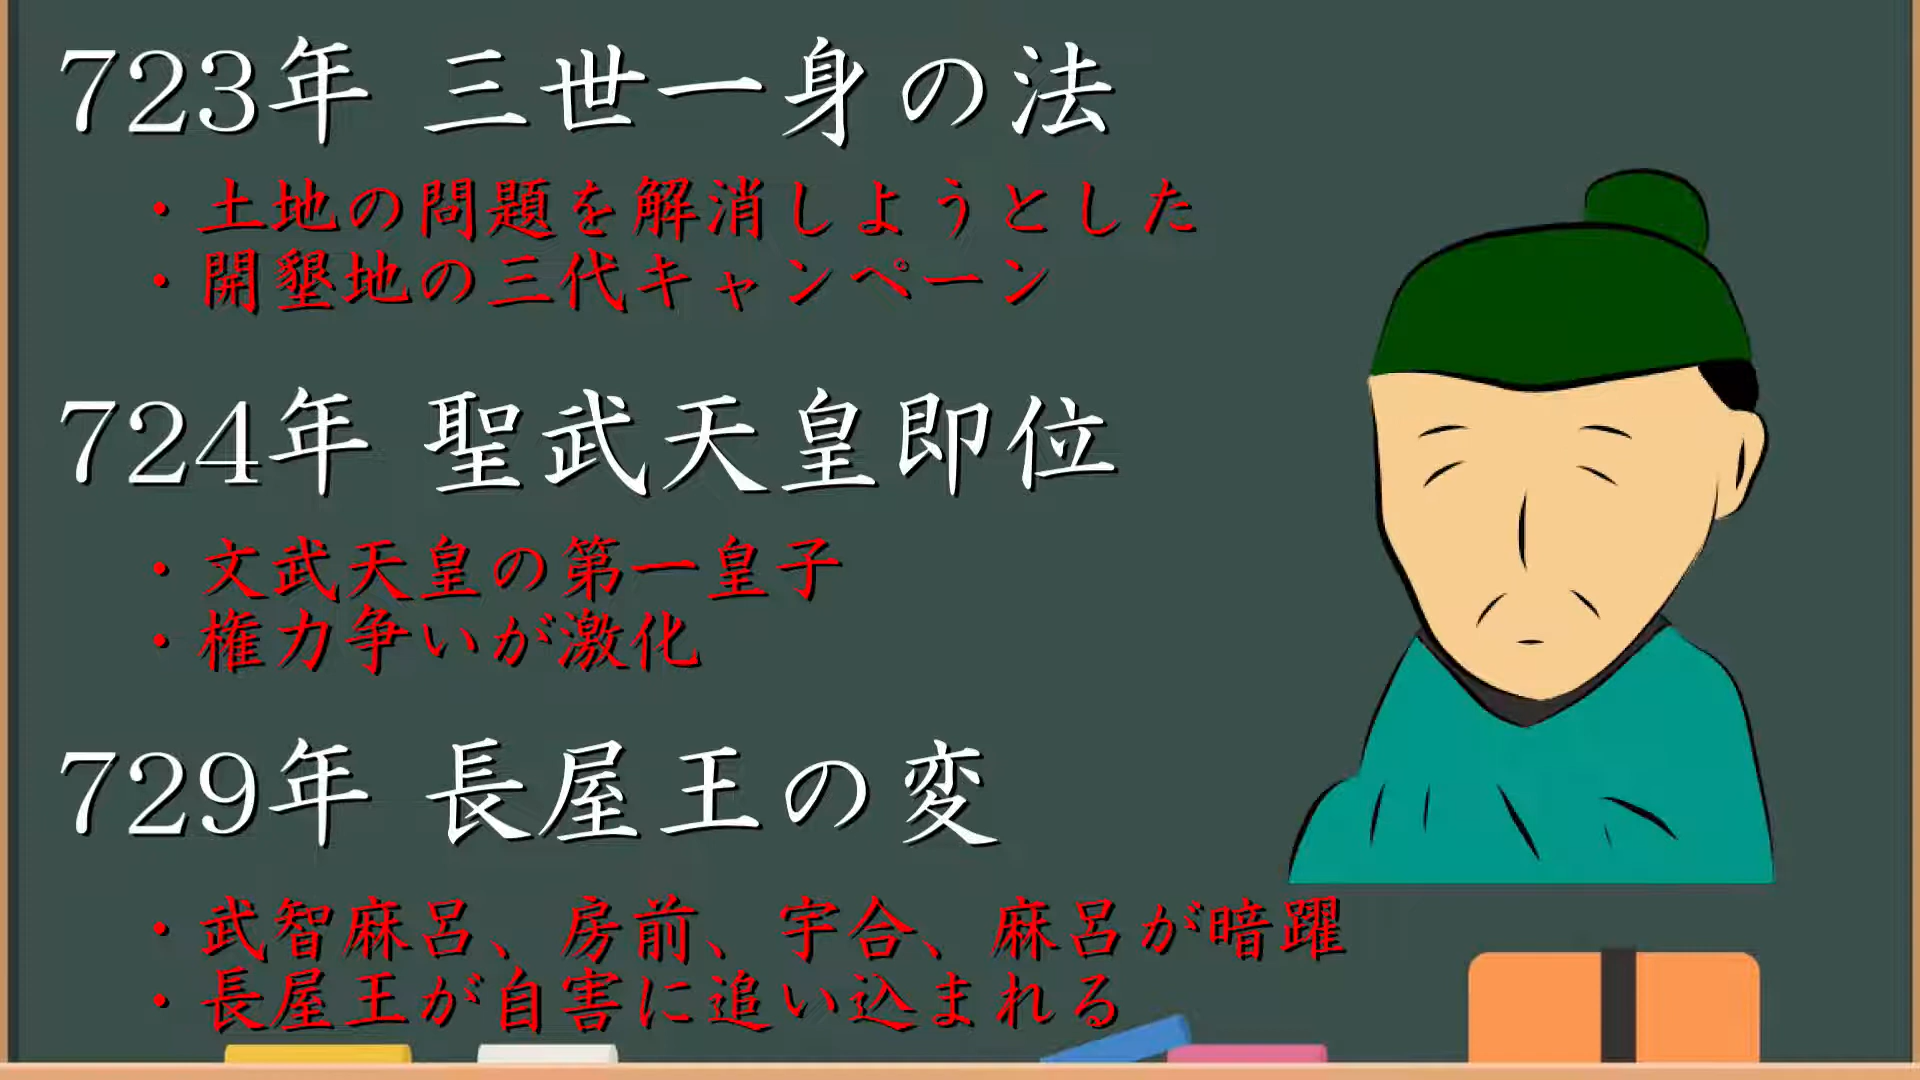 723年 三世一身の法
・土地の問題を解消しようとした
・開墾地の三代キャンペーン
724年 聖武天皇即位
・文武天皇の第一皇子
・権力争いが激化
729年 長屋王の変
・武智麻呂、房前、宇合、麻呂が暗躍
・長屋王が自害に追い込まれる